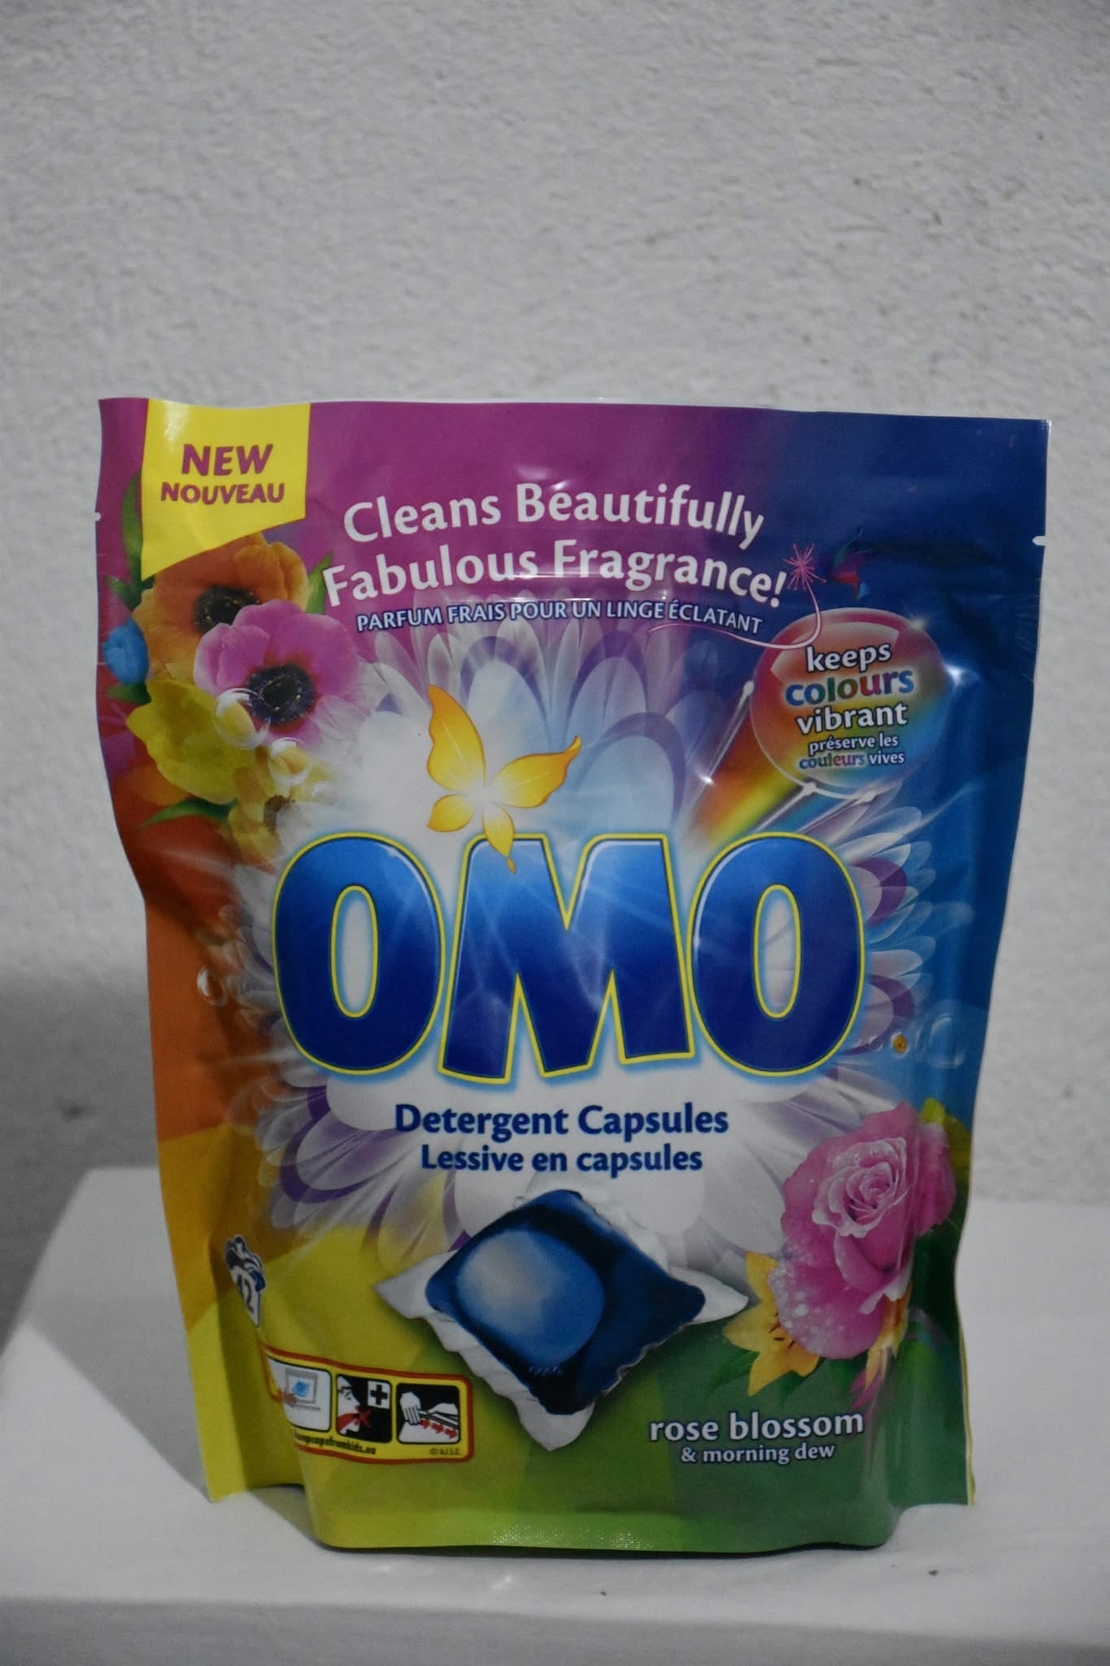 NEW
NOUVEAU
Cleans Beautifully
Fabulous Fragrance!
PARFUM FRAIS POUR UN LINGE ÉCLATANT
keeps
colours
vibrant
préserve les
couleurs vives
OMO
Detergent Capsules
Lessive en capsules
42
© A.I.S.E.
rose blossom
& morning dew